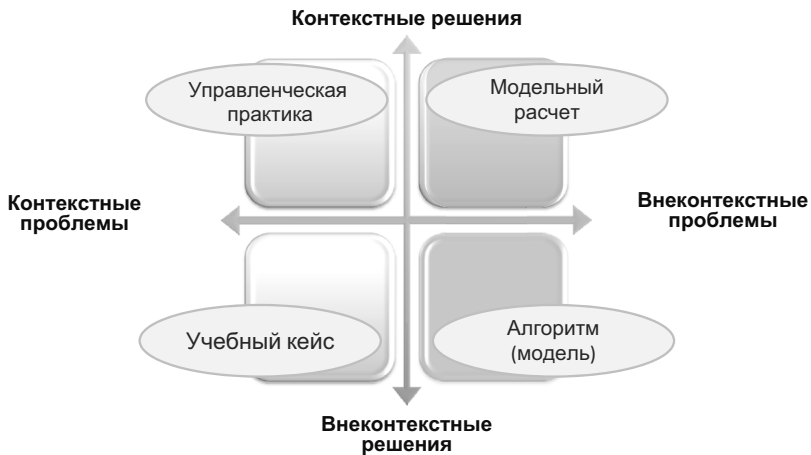 Контекстные решения
Управленческая
практика
Модельный
расчет
Контекстные
проблемы
Внеконтекстные
проблемы
Учебный кейс
Алгоритм
(модель)
Внеконтекстные
решения